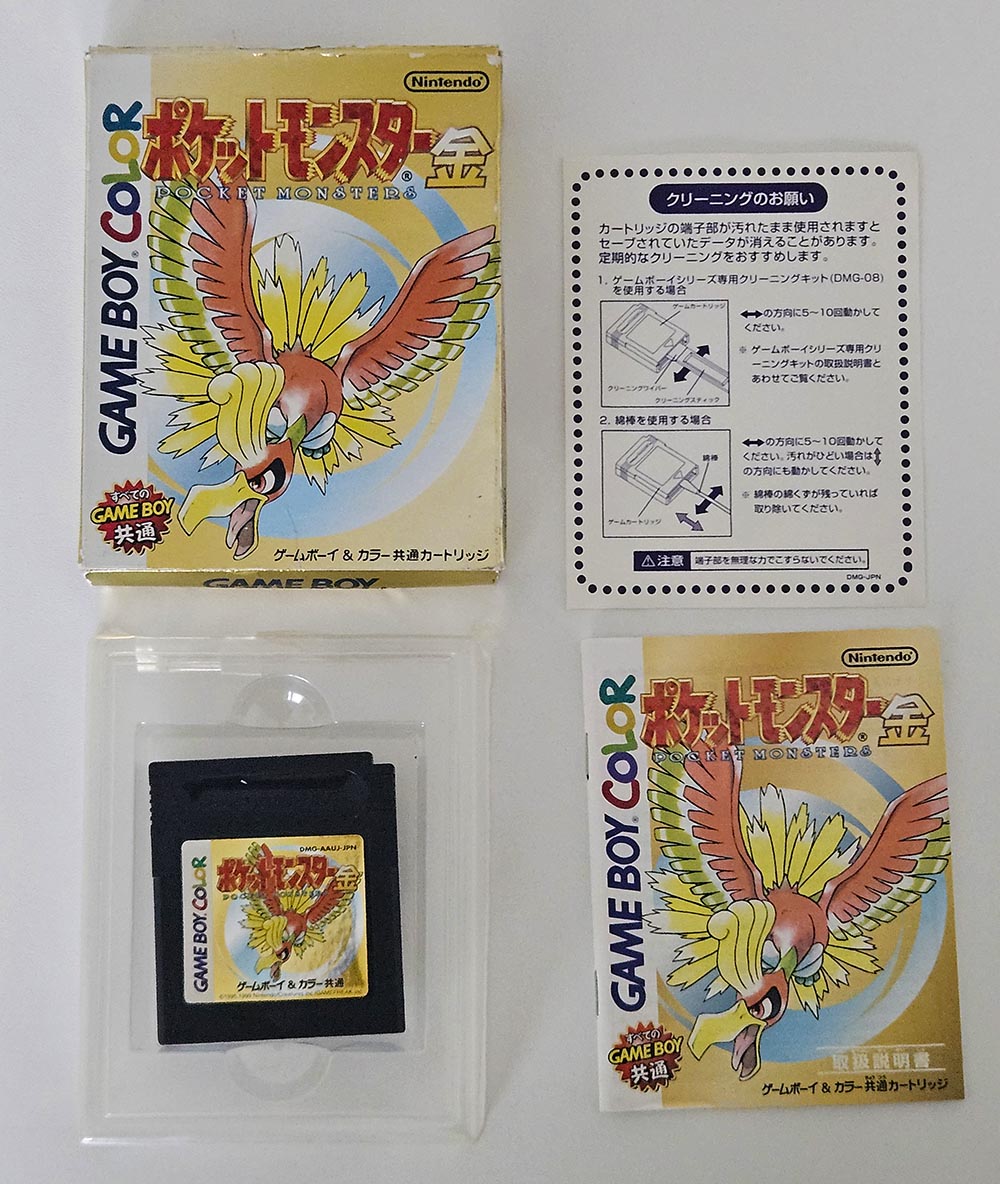 Nintendo
GAME BOY COLOR
ポケットモンスター金
POCKET MONSTERS
すべての
GAME BOY
共通
ゲームボーイ & カラー共通カートリッジ
GAME BOY
クリーニングのお願い
カートリッジの端子部が汚れたまま使用されますと
セーブされていたデータが消えることがあります。
定期的なクリーニングをおすすめします。
1. ゲームボーイシリーズ専用クリーニングキット(DMG-08)
を使用する場合
ゲームカートリッジ
クリーニングワイパー
クリーニングスティック
⟷の方向に5〜10回動かして
ください。
※ ゲームボーイシリーズ専用クリ
ーニングキットの取扱説明書と
あわせてご覧ください。
2. 綿棒を使用する場合
綿棒
ゲームカートリッジ
⟷の方向に5〜10回動かして
ください。汚れがひどい場合は⇕
の方向にも動かしてください。
※ 綿棒の綿くずが残っていれば
取り除いてください。
⚠注意 端子部を無理な力でこすらないでください。
DMG-JPN
DMG-AAUJ-JPN
GAME BOY COLOR
ポケットモンスター金
POCKET MONSTERS
ゲームボーイ & カラー共通
Nintendo
GAME BOY COLOR
ポケットモンスター金
POCKET MONSTERS
すべての
GAME BOY
共通
取扱説明書
ゲームボーイ & カラー共通カートリッジ